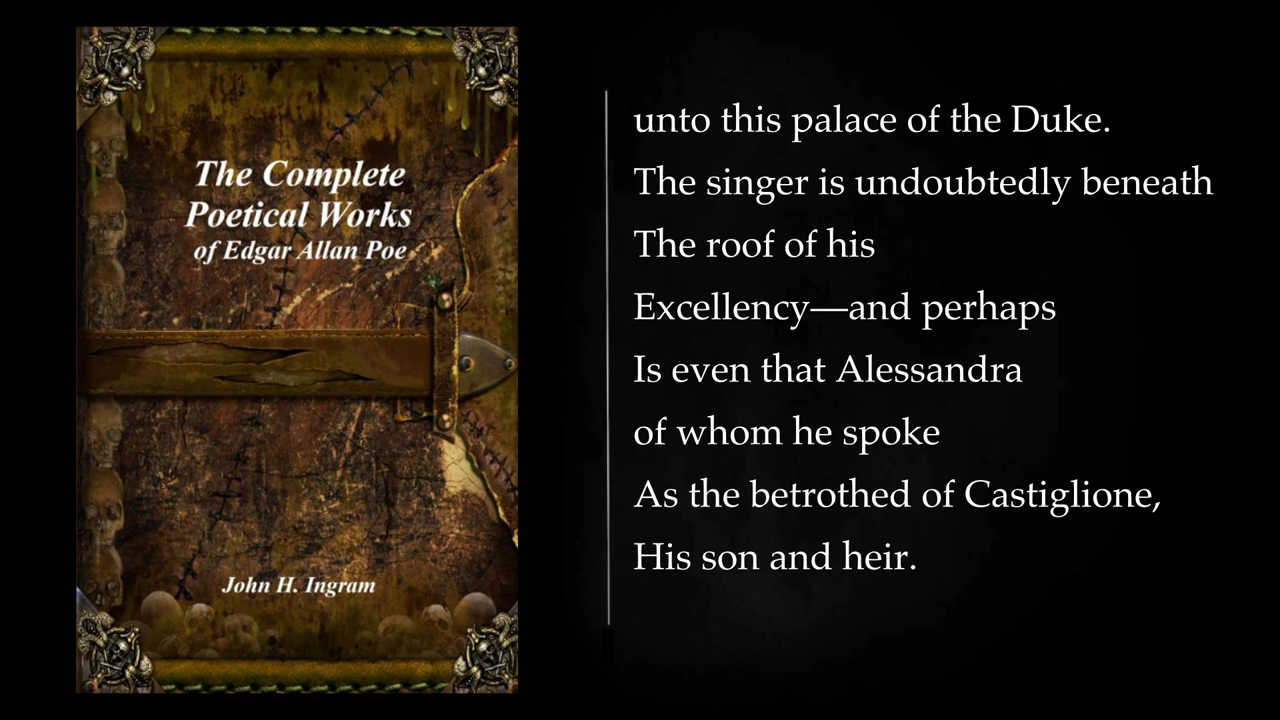 The Complete
Poetical Works
of Edgar Allan Poe
John H. Ingram
unto this palace of the Duke.
The singer is undoubtedly beneath
The roof of his
Excellency—and perhaps
Is even that Alessandra
of whom he spoke
As the betrothed of Castiglione,
His son and heir.